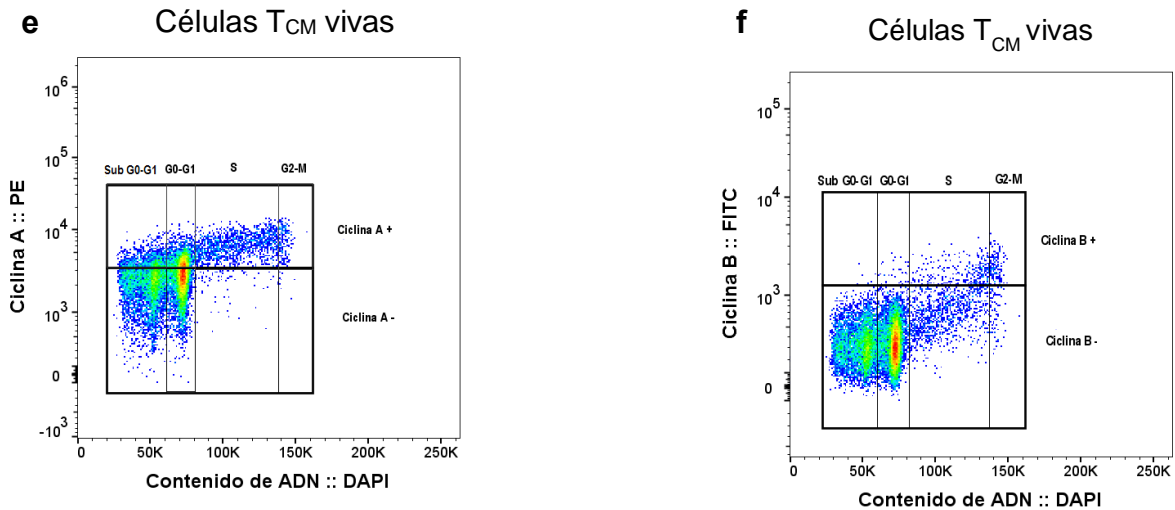 e
Células TCM vivas
Ciclina A :: PE
10^6
10^5
10^4
10^3
0
-10^3
Sub G0-G1 G0-G1 S G2-M
Ciclina A +
Ciclina A -
0 50K 100K 150K 200K 250K
Contenido de ADN :: DAPI
f
Células TCM vivas
Ciclina B :: FITC
10^5
10^4
10^3
0
Sub G0-G1 G0-G1 S G2-M
Ciclina B +
Ciclina B -
0 50K 100K 150K 200K 250K
Contenido de ADN :: DAPI